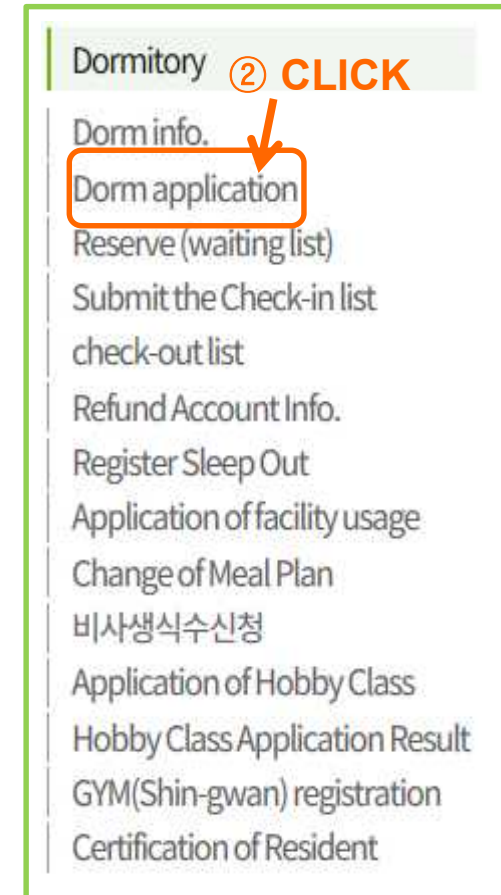 Dormitory
② CLICK
Dorm info.
Dorm application
Reserve (waiting list)
Submit the Check-in list
check-out list
Refund Account Info.
Register Sleep Out
Application of facility usage
Change of Meal Plan
비사생식수신청
Application of Hobby Class
Hobby Class Application Result
GYM(Shin-gwan) registration
Certification of Resident